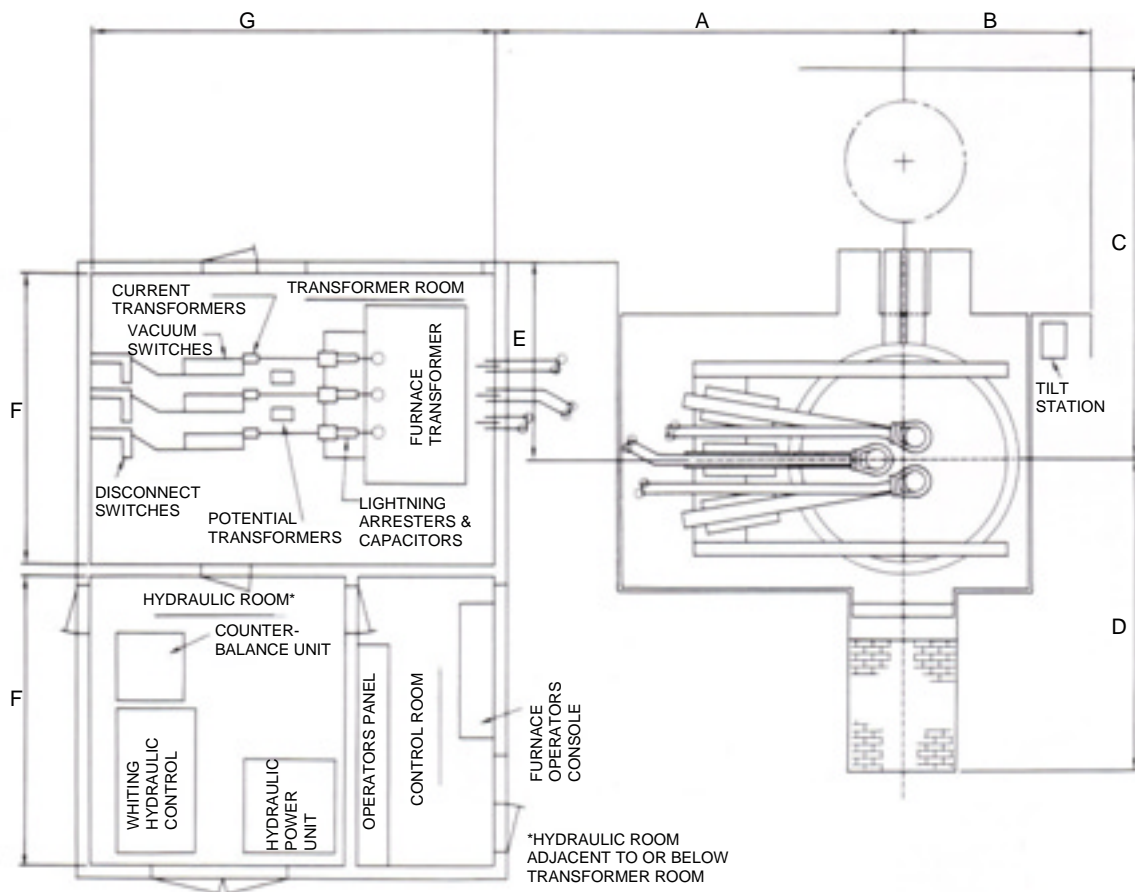 G
A
B
C
CURRENT
TRANSFORMERS
TRANSFORMER ROOM
VACUUM
SWITCHES
E
F
FURNACE
TRANSFORMER
TILT
STATION
DISCONNECT
SWITCHES
POTENTIAL
TRANSFORMERS
LIGHTNING
ARRESTERS &
CAPACITORS
HYDRAULIC ROOM*
COUNTER-
BALANCE UNIT
D
F
WHITING
HYDRAULIC
CONTROL
HYDRAULIC
POWER
UNIT
OPERATORS PANEL
CONTROL ROOM
FURNACE
OPERATORS
CONSOLE
*HYDRAULIC ROOM
ADJACENT TO OR BELOW
TRANSFORMER ROOM